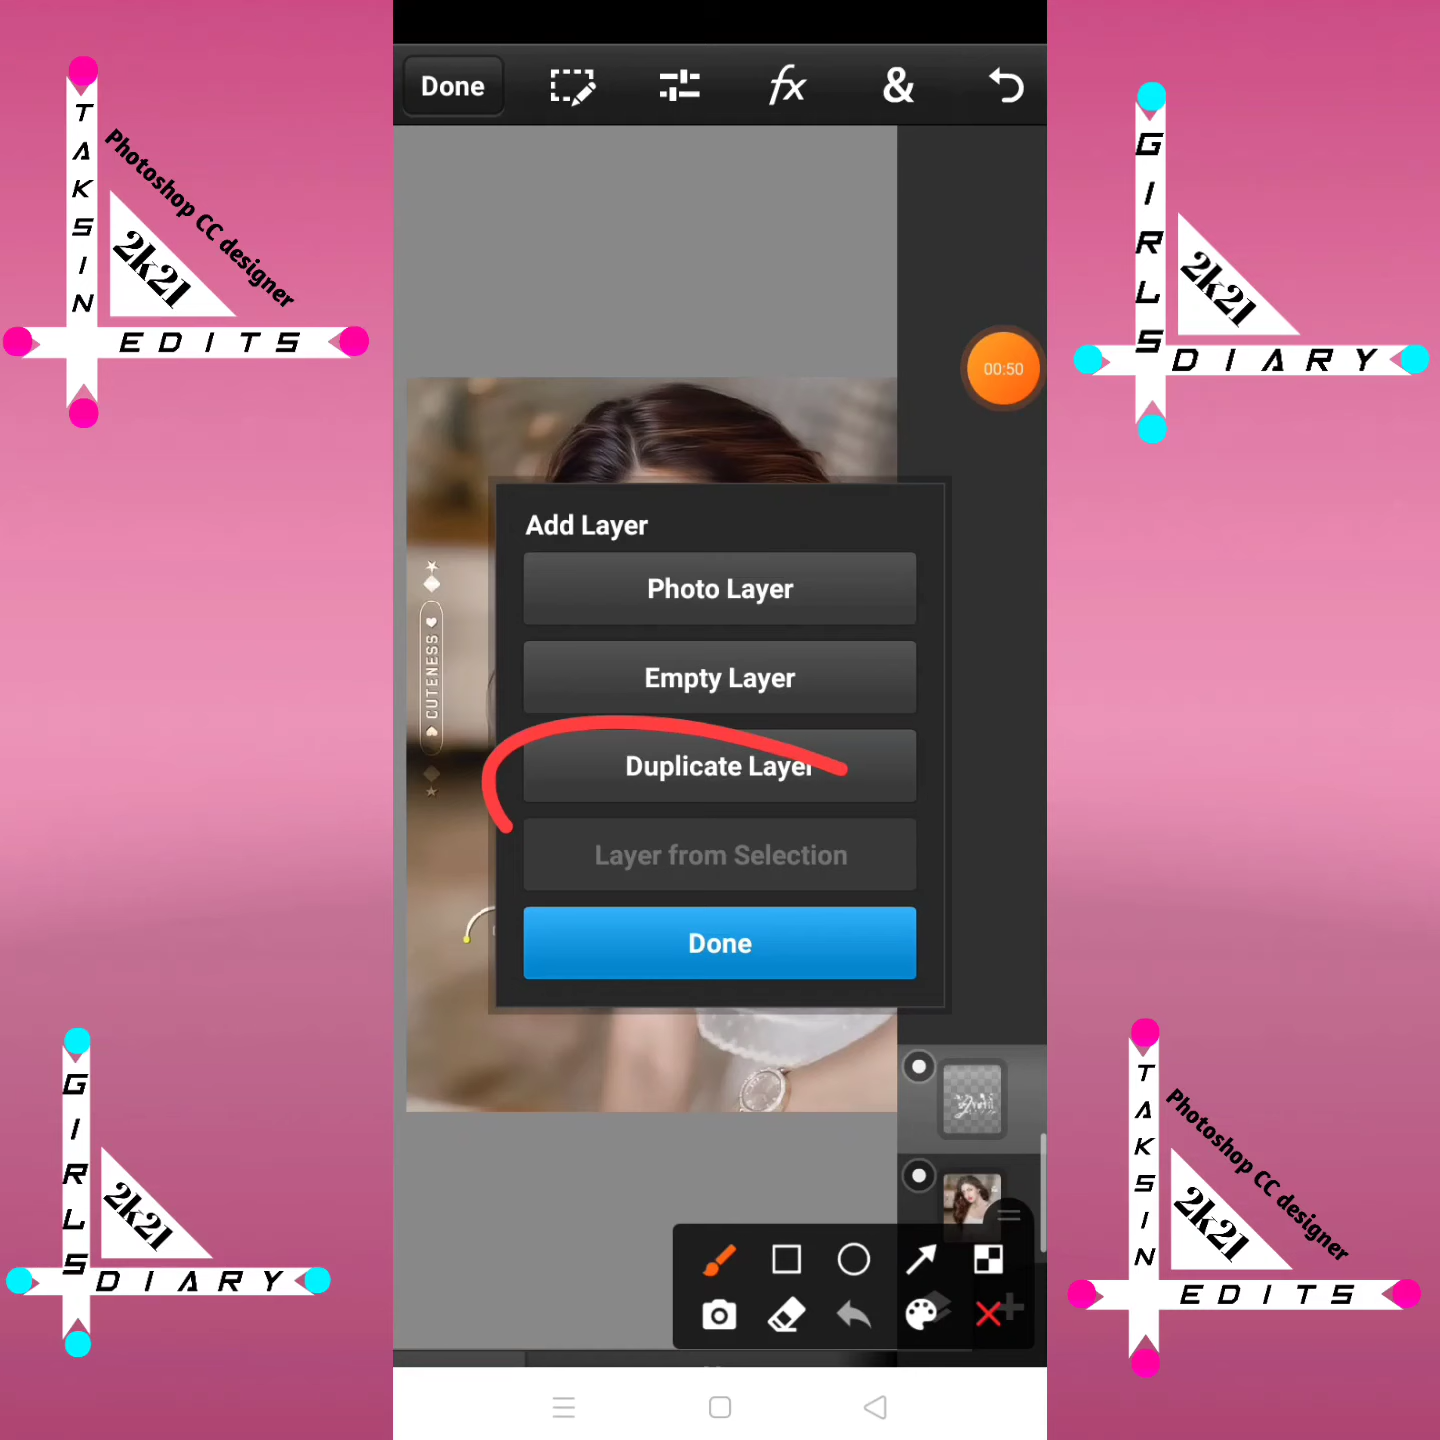 TAKSIN
Photoshop CC designer
2k21
EDITS
GIRLS
2k21
DIARY
Done
fx
&
00:50
Add Layer
Photo Layer
Empty Layer
Duplicate Layer
Layer from Selection
Done
CUTENESS
GIRLS
2k21
DIARY
TAKSIN
Photoshop CC designer
2k21
EDITS